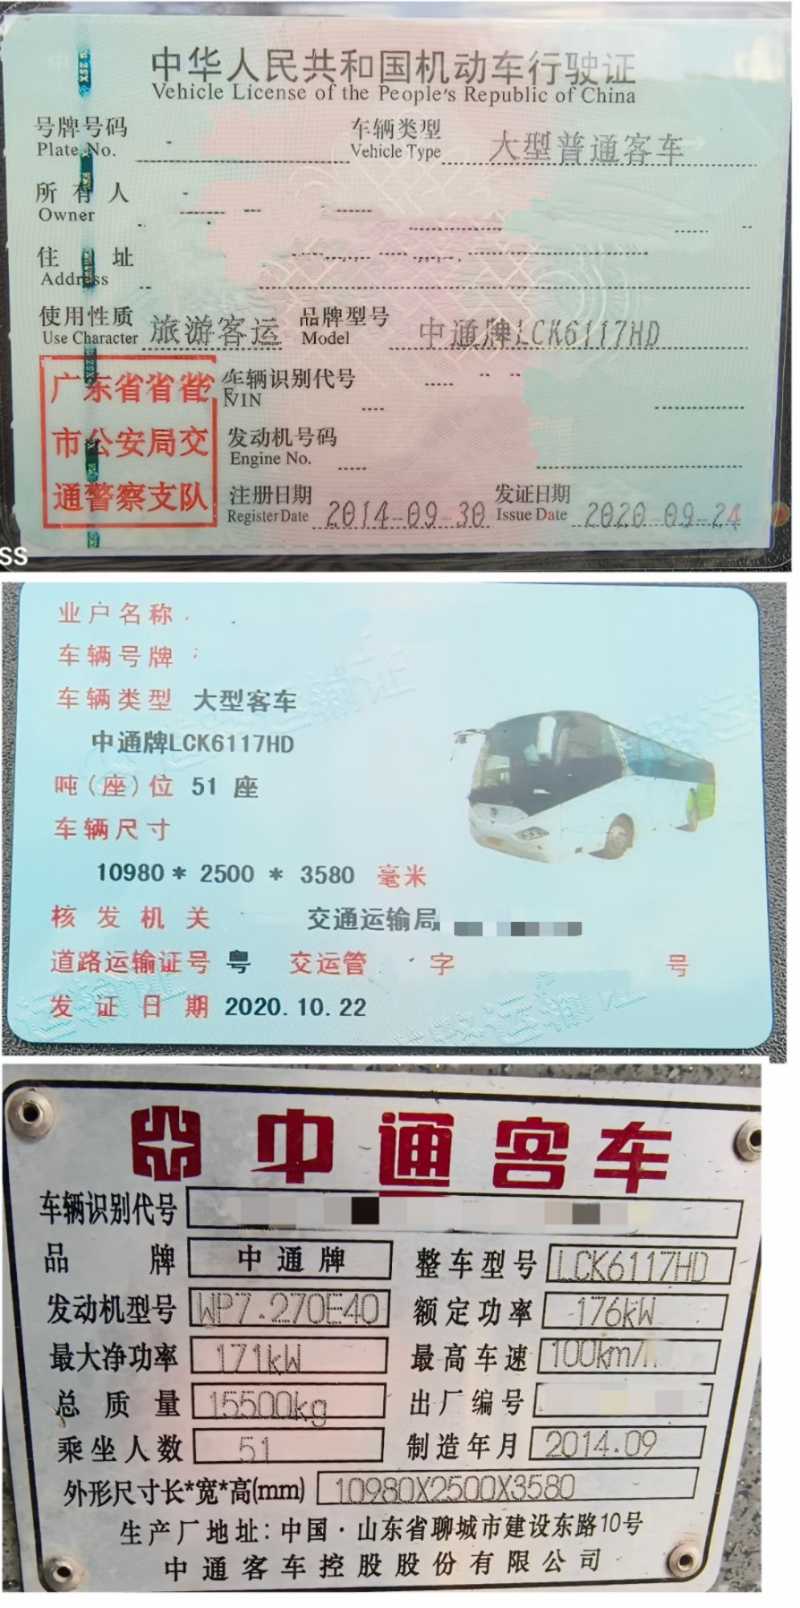 中华人民共和国机动车行驶证
Vehicle License of the People's Republic of China
号牌号码 车辆类型 大型普通客车
Plate No. Vehicle Type
所有人
Owner
住址
Address
使用性质 旅游客运 品牌型号 中通牌LCK6117HD
Use Character Model
广东省省省 车辆识别代号
VIN
市公安局交 发动机号码
Engine No.
通警察支队 注册日期 2014-09-30 发证日期 2020-09-24
Register Date Issue Date
SS
业户名称
车辆号牌
车辆类型 大型客车
中通牌LCK6117HD
吨(座)位 51 座
车辆尺寸
10980* 2500 * 3580 毫米
核发机关 交通运输局
道路运输证号 粤 交运管 字 号
发证日期 2020.10.22
中通客车
车辆识别代号
品牌 中通牌 整车型号 LCK6117HD
发动机型号 WP7.270E40 额定功率 176kW
最大净功率 171kW 最高车速 100km/
总质量 15500kg 出厂编号
乘坐人数 51 制造年月 2014.09
外形尺寸长*宽*高(mm) 10980X2500X3580
生产厂地址:中国·山东省聊城市建设东路10号
中通客车控股股份有限公司